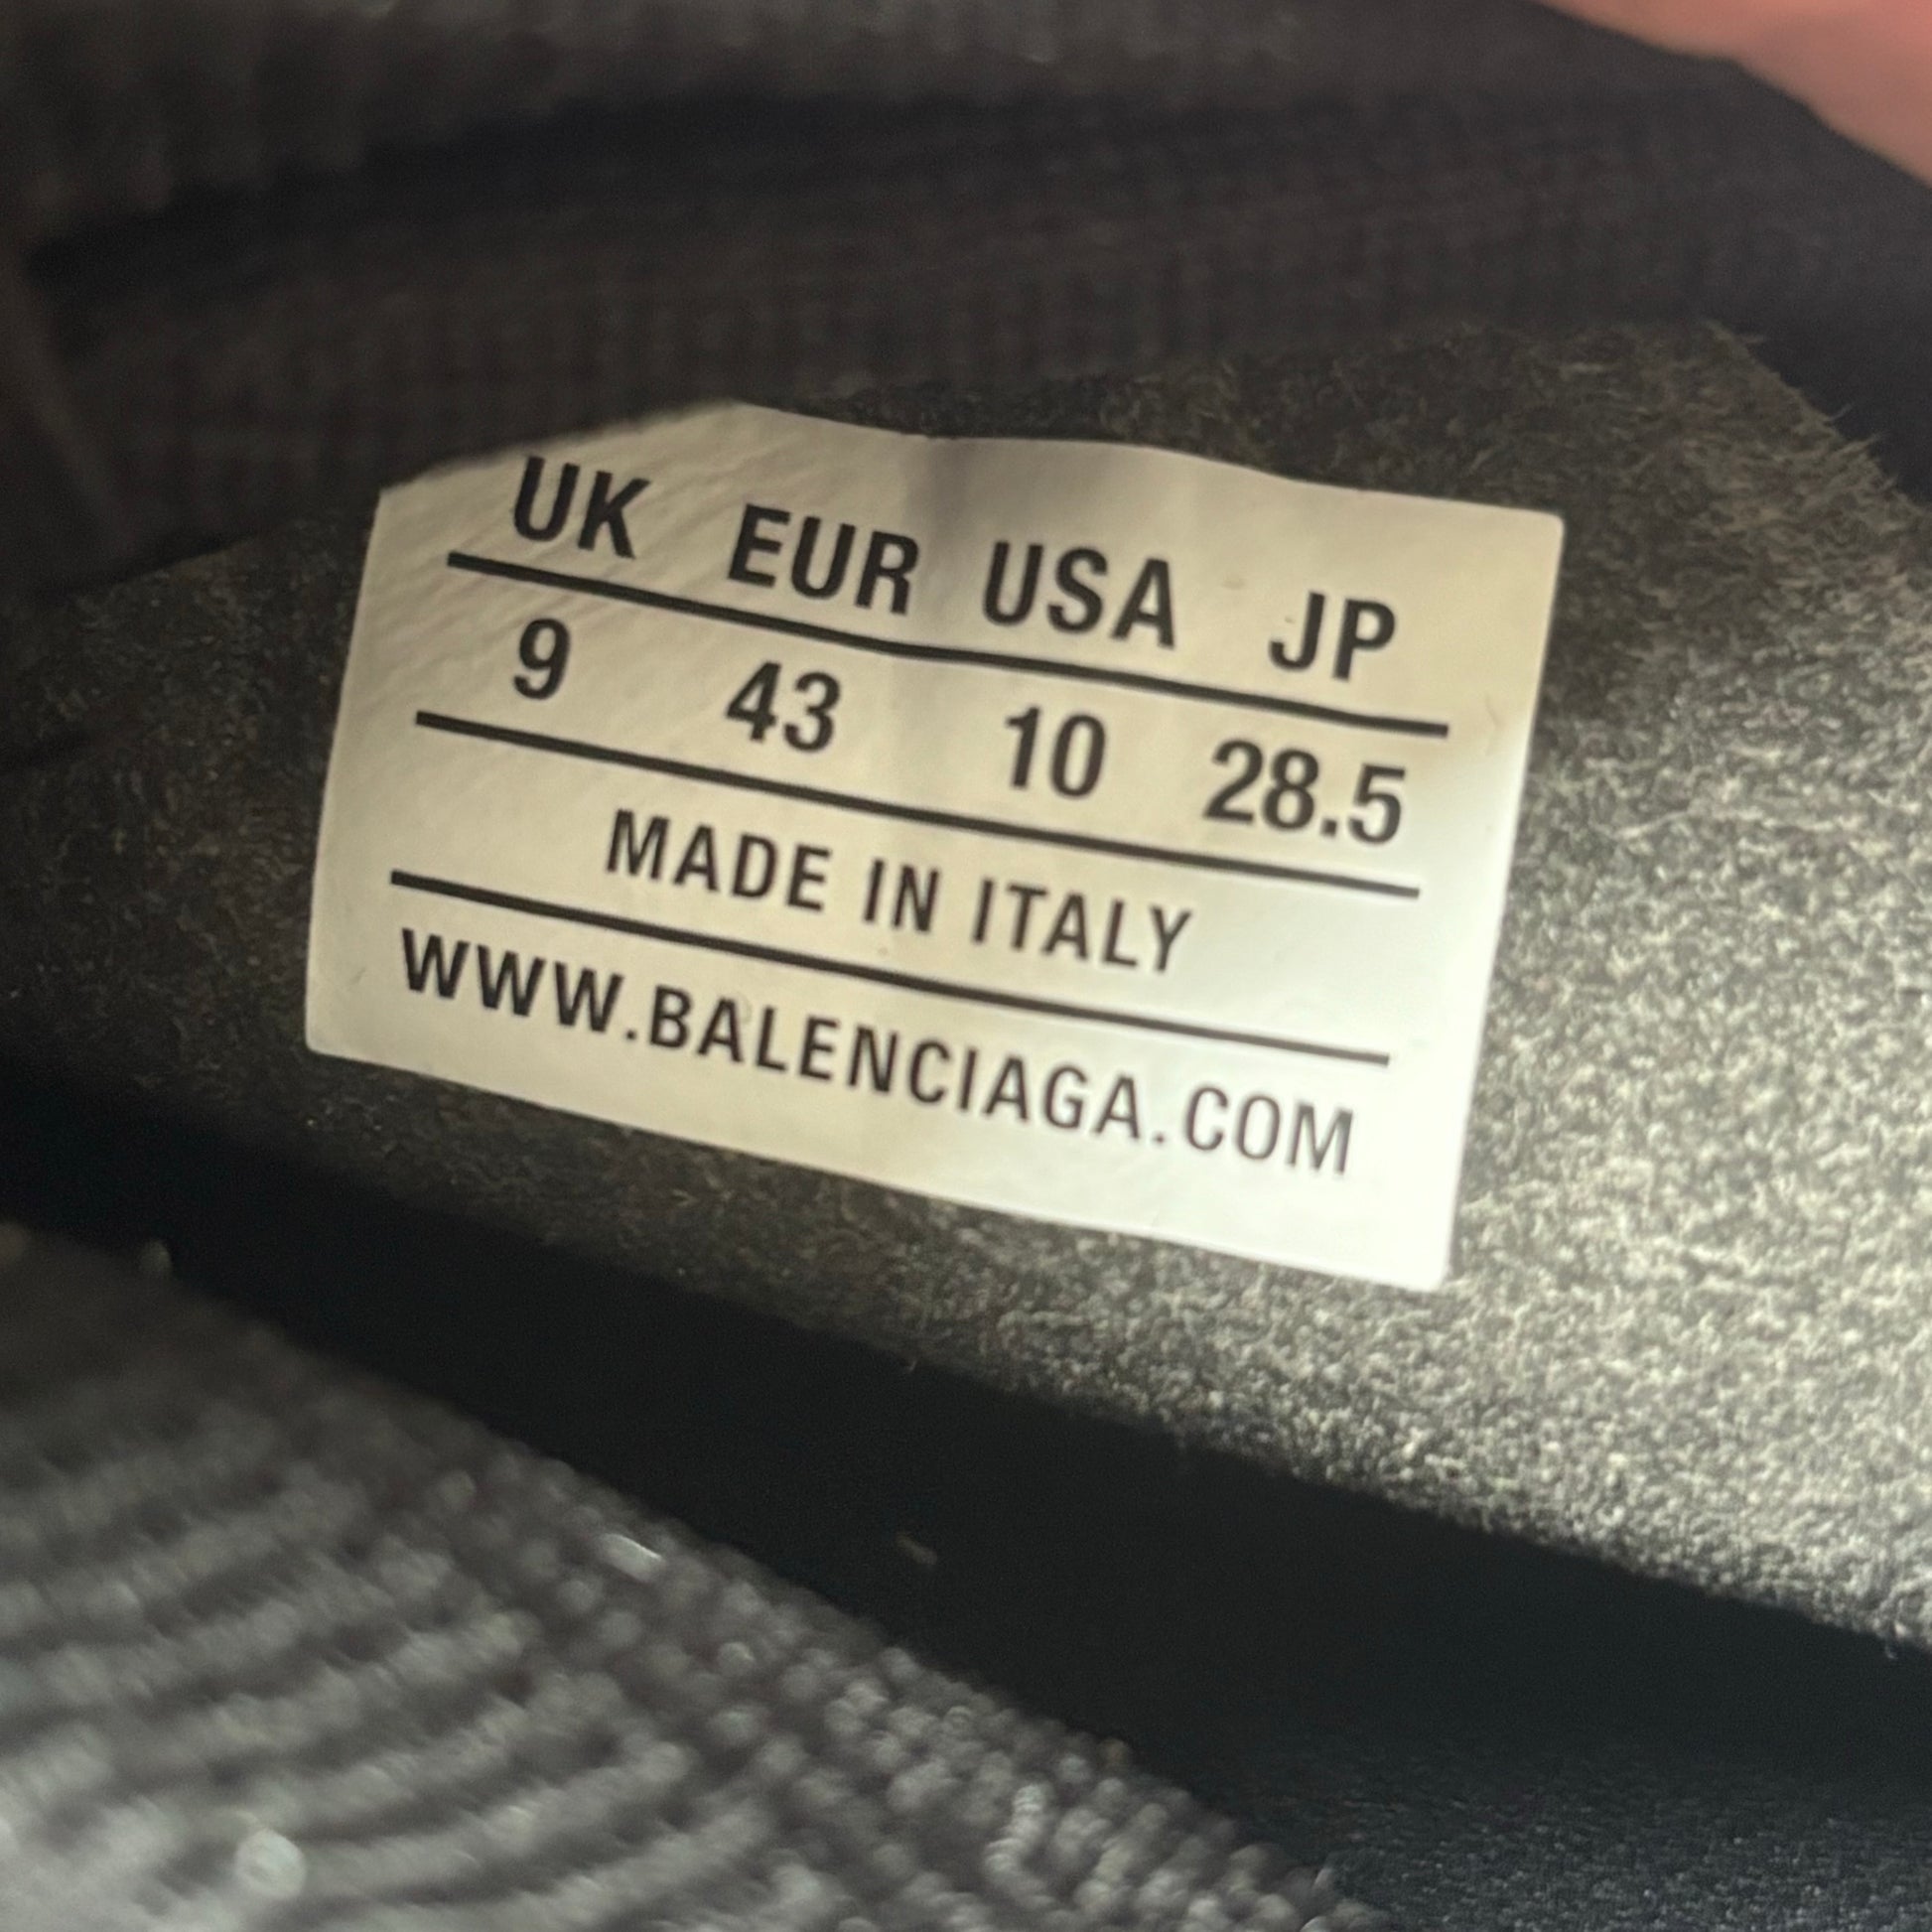 UK EUR USA JP
9 43 10 28.5
MADE IN ITALY
WWW.BALENCIAGA.COM